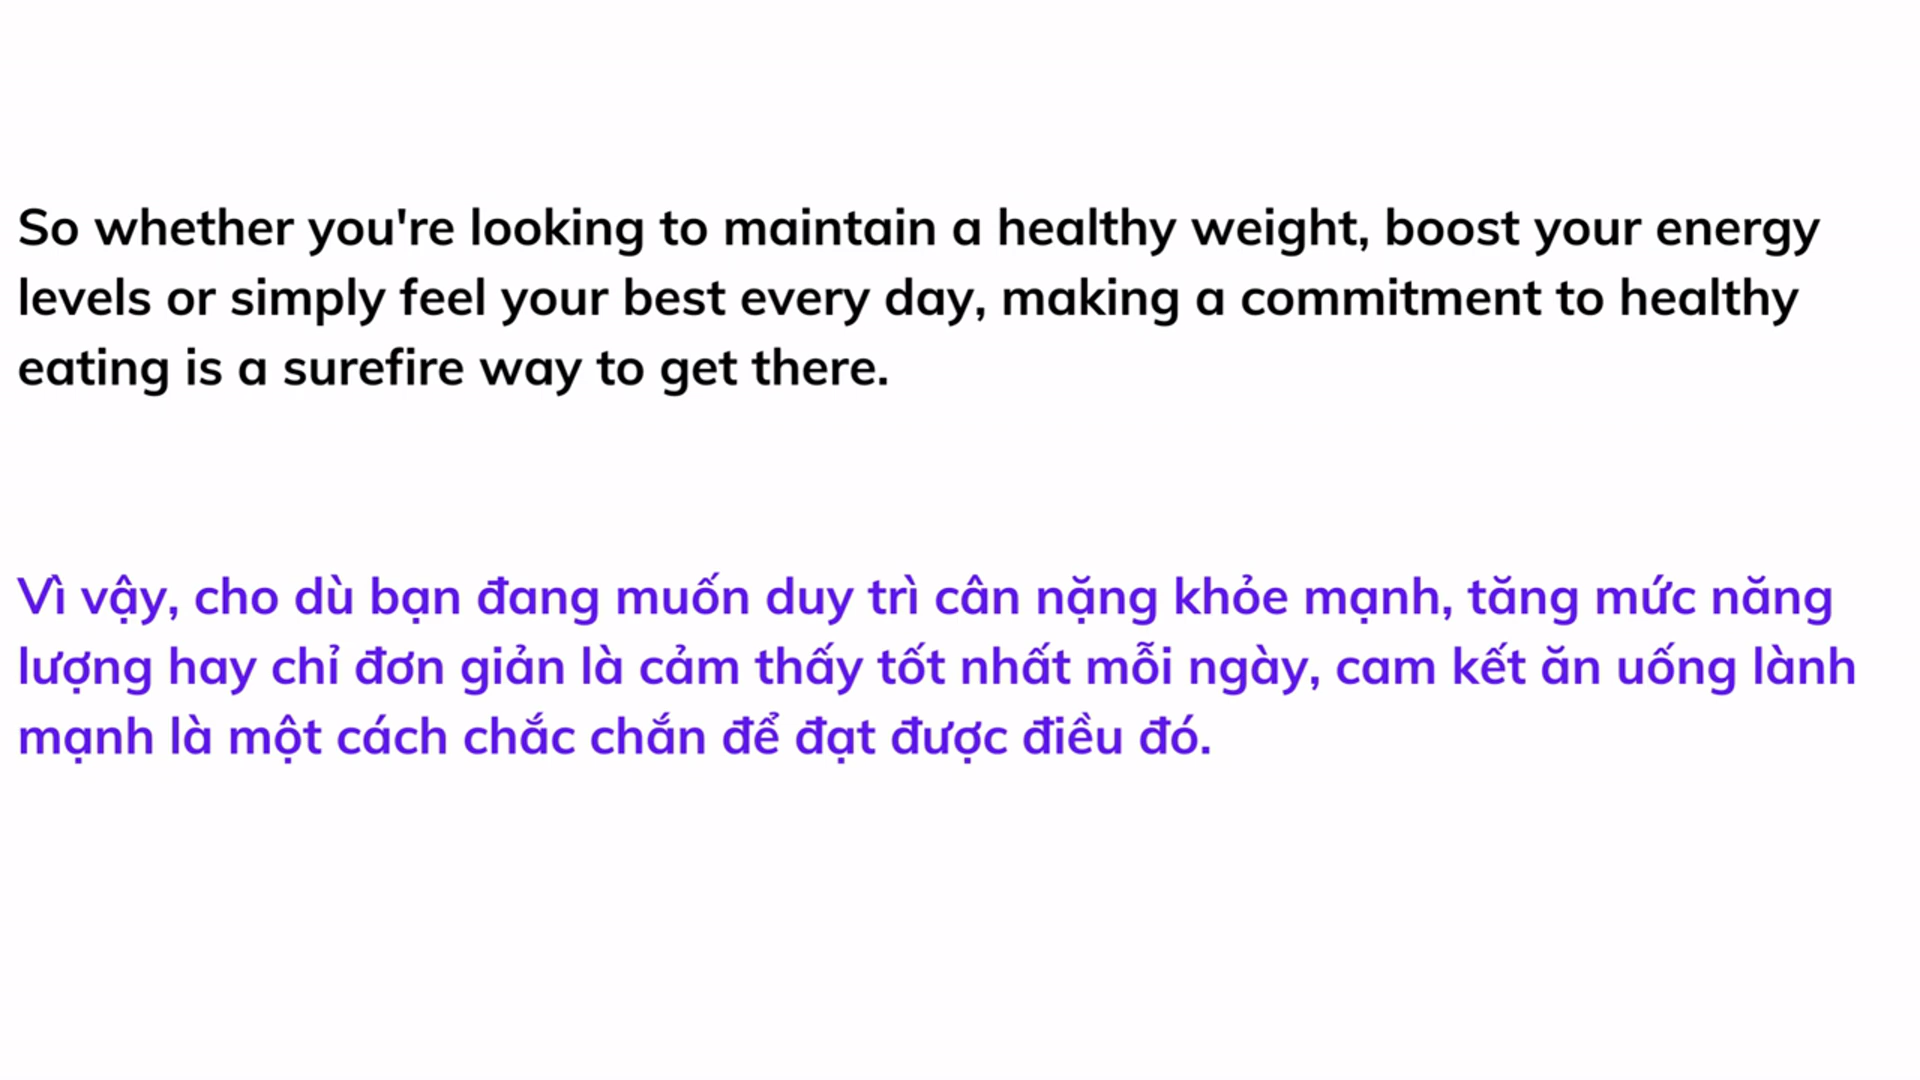 So whether you're looking to maintain a healthy weight, boost your energy
levels or simply feel your best every day, making a commitment to healthy
eating is a surefire way to get there.
Vì vậy, cho dù bạn đang muốn duy trì cân nặng khỏe mạnh, tăng mức năng
lượng hay chỉ đơn giản là cảm thấy tốt nhất mỗi ngày, cam kết ăn uống lành
mạnh là một cách chắc chắn để đạt được điều đó.